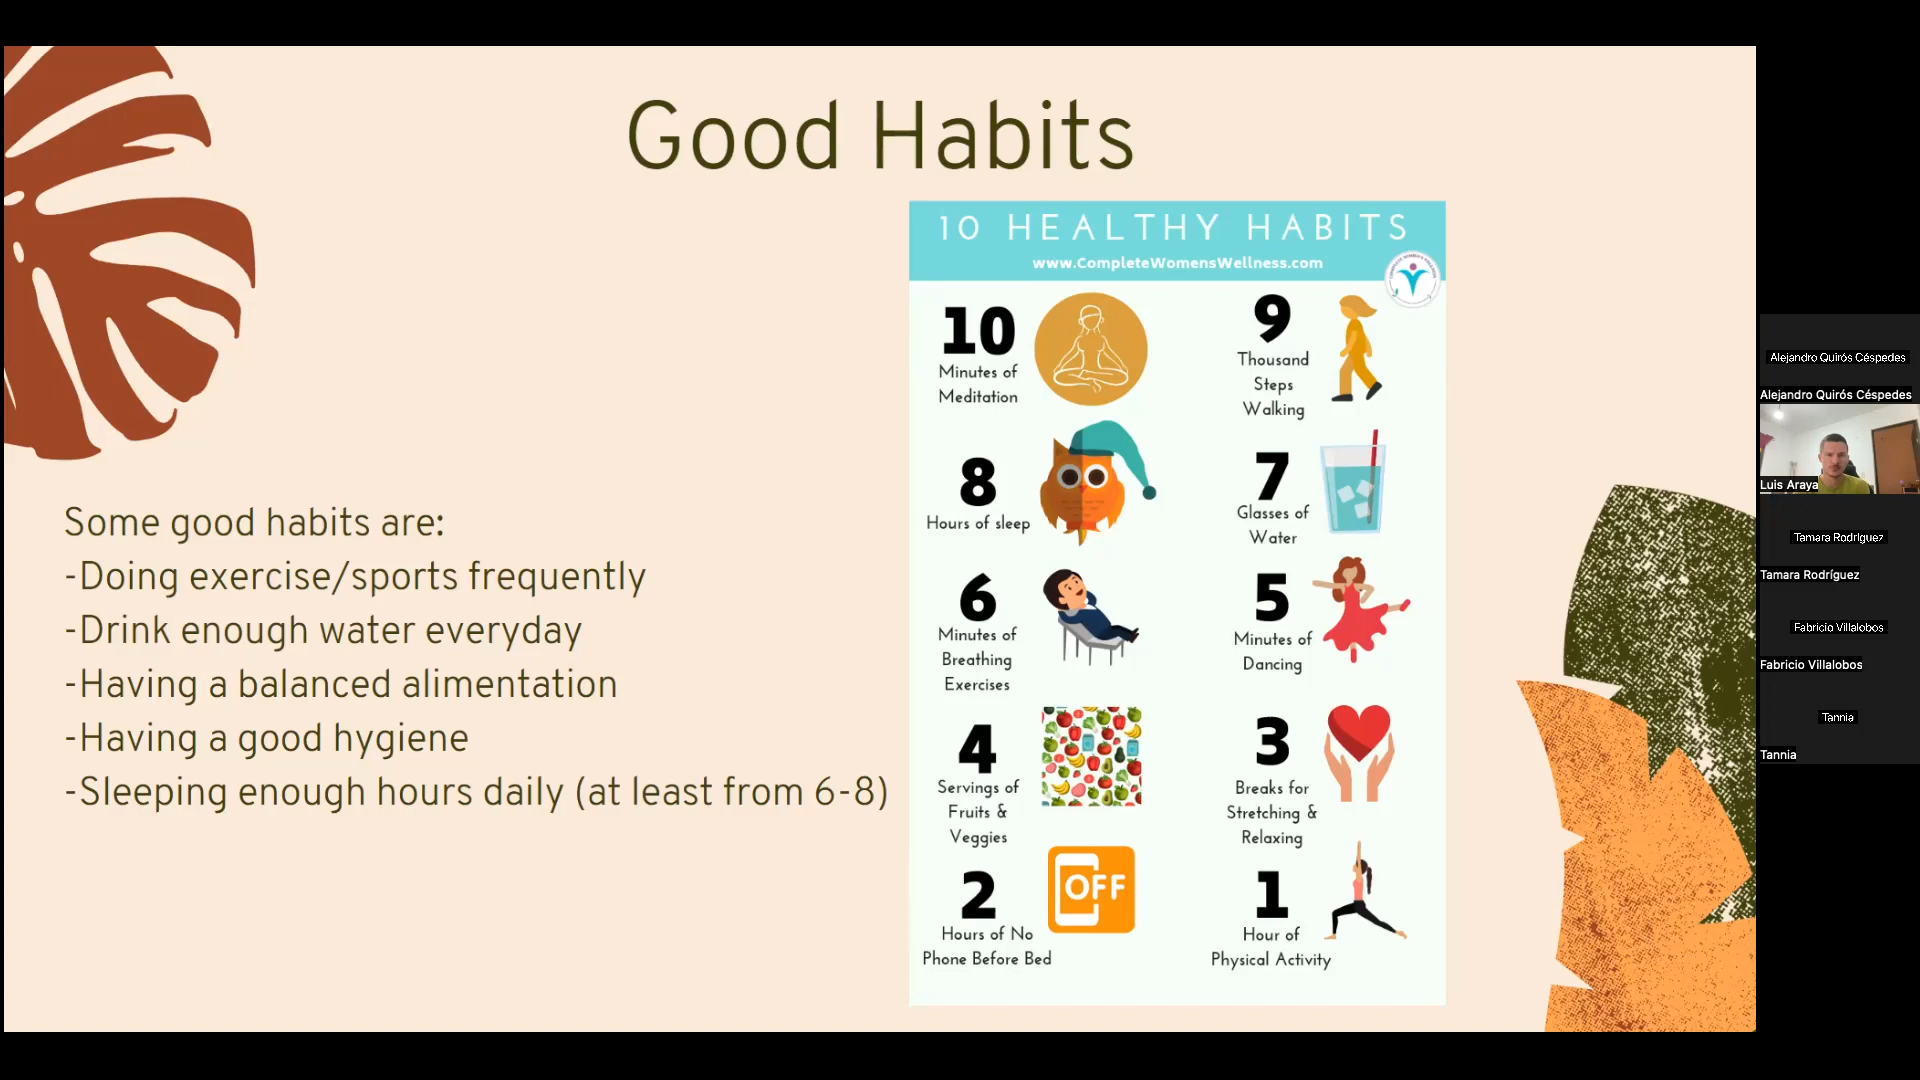 Good Habits
Some good habits are:
-Doing exercise/sports frequently
-Drink enough water everyday
-Having a balanced alimentation
-Having a good hygiene
-Sleeping enough hours daily (at least from 6-8)
10 HEALTHY HABITS
www.CompleteWomensWellness.com
10
Minutes of
Meditation
9
Thousand
Steps
Walking
8
Hours of sleep
7
Glasses of
Water
6
Minutes of
Breathing
Exercises
5
Minutes of
Dancing
4
Servings of
Fruits &
Veggies
3
Breaks for
Stretching &
Relaxing
2
Hours of No
Phone Before Bed
OFF
1
Hour of
Physical Activity
Alejandro Quirós Céspedes
Alejandro Quirós Céspedes
Luis Araya
Tamara Rodríguez
Tamara Rodríguez
Fabricio Villalobos
Fabricio Villalobos
Tannia
Tannia